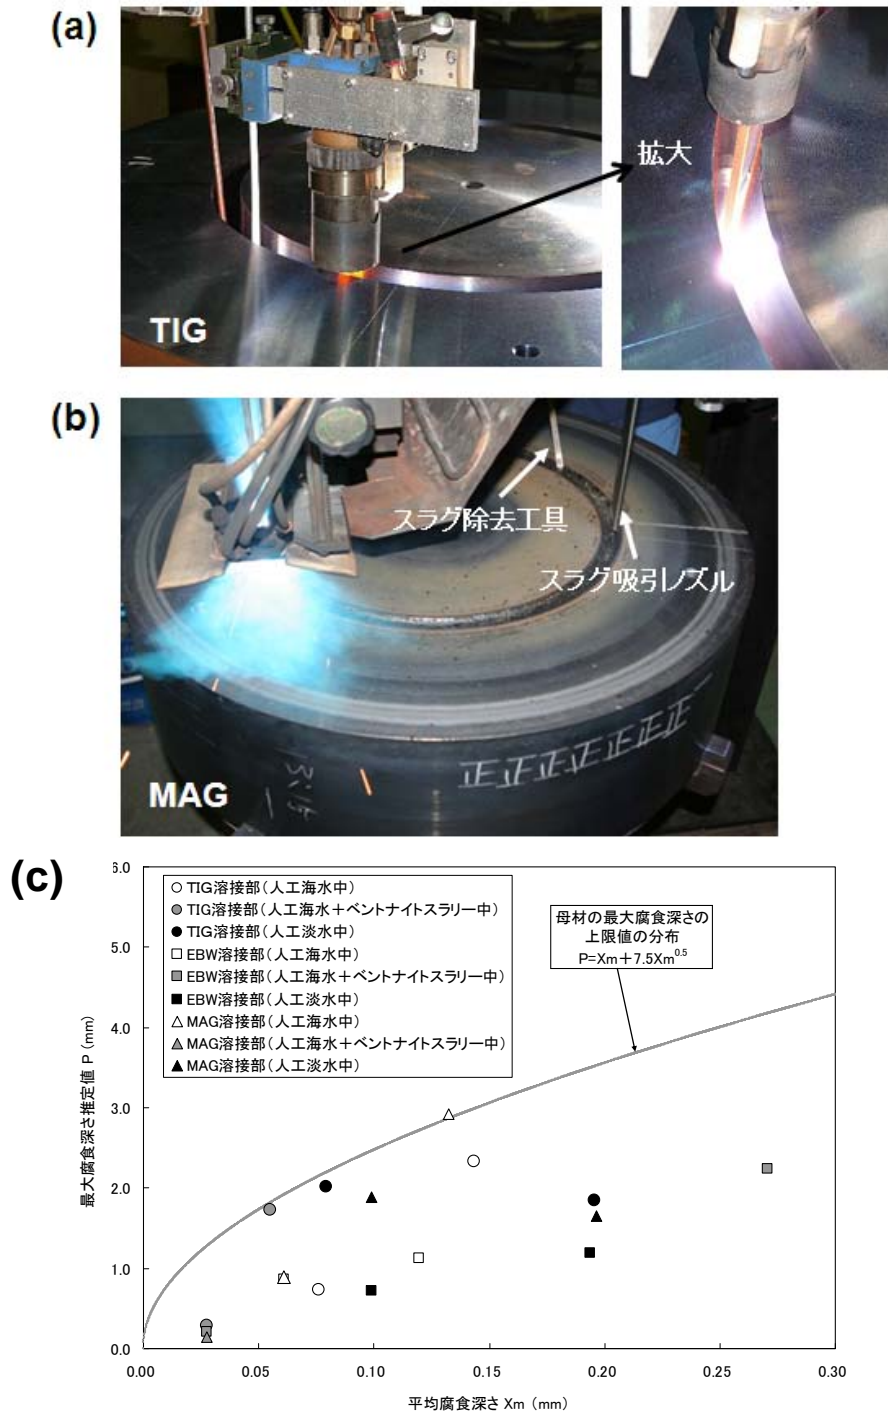 (a)
拡大
TIG
(b)
スラグ除去工具
スラグ吸引ノズル
正正正正正正正
MAG
(c)
最大腐食深さ推定値 P (mm)
6.0
5.0
4.0
3.0
2.0
1.0
0.0
TIG溶接部(人工海水中)
TIG溶接部(人工海水+ベントナイトスラリー中)
TIG溶接部(人工淡水中)
EBW溶接部(人工海水中)
EBW溶接部(人工海水+ベントナイトスラリー中)
EBW溶接部(人工淡水中)
MAG溶接部(人工海水中)
MAG溶接部(人工海水+ベントナイトスラリー中)
MAG溶接部(人工淡水中)
母材の最大腐食深さの
上限値の分布
P=Xm+7.5Xm^0.5
0.00 0.05 0.10 0.15 0.20 0.25 0.30
平均腐食深さ Xm (mm)